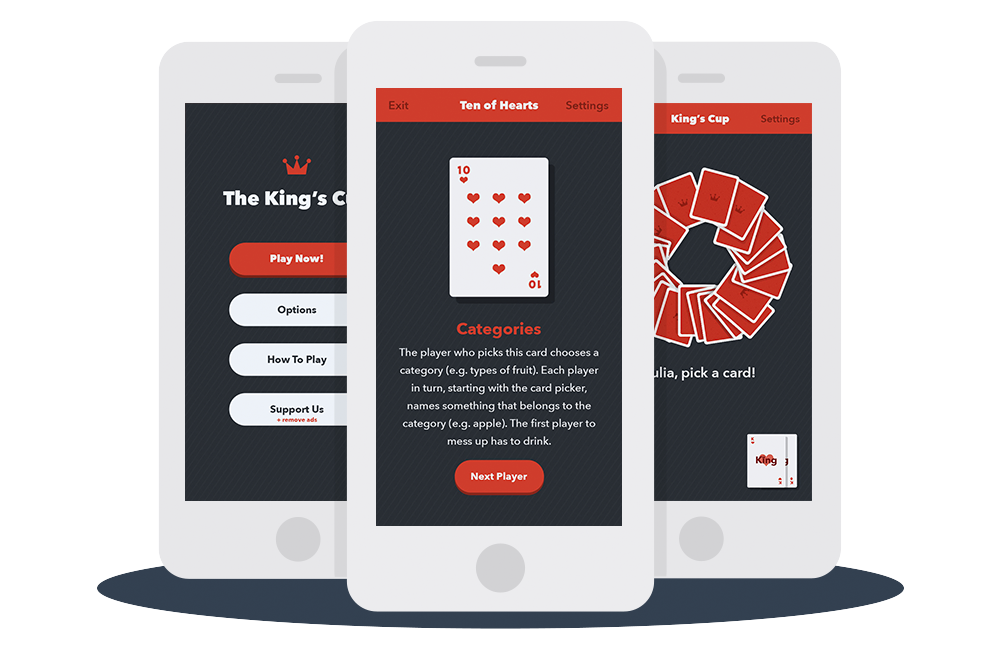 The King's C
Play Now!
Options
How To Play
Support Us
+ remove ads
Exit
Ten of Hearts
Settings
10
10
Categories
The player who picks this card chooses a
category (e.g. types of fruit). Each player
in turn, starting with the card picker,
names something that belongs to the
category (e.g. apple). The first player to
mess up has to drink.
Next Player
King's Cup
Settings
ulia, pick a card!
King